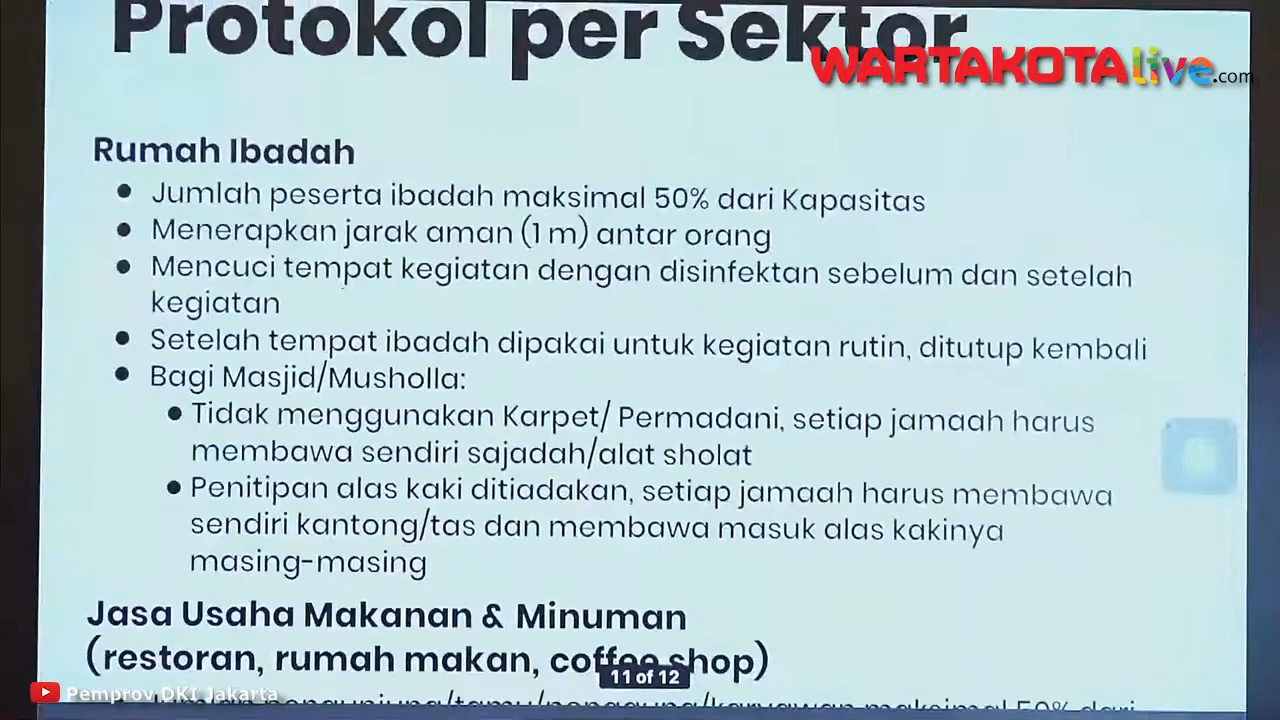 Protokol per Sektor
WARTAKOTAlive.com
Rumah Ibadah
• Jumlah peserta ibadah maksimal 50% dari Kapasitas
• Menerapkan jarak aman (1 m) antar orang
• Mencuci tempat kegiatan dengan disinfektan sebelum dan setelah
kegiatan
• Setelah tempat ibadah dipakai untuk kegiatan rutin, ditutup kembali
• Bagi Masjid/Musholla:
• Tidak menggunakan Karpet/ Permadani, setiap jamaah harus
membawa sendiri sajadah/alat sholat
• Penitipan alas kaki ditiadakan, setiap jamaah harus membawa
sendiri kantong/tas dan membawa masuk alas kakinya
masing-masing
Jasa Usaha Makanan & Minuman
(restoran, rumah makan, coffee shop)
11 of 12
Pemprov DKI Jakarta
maksimal 50% dari